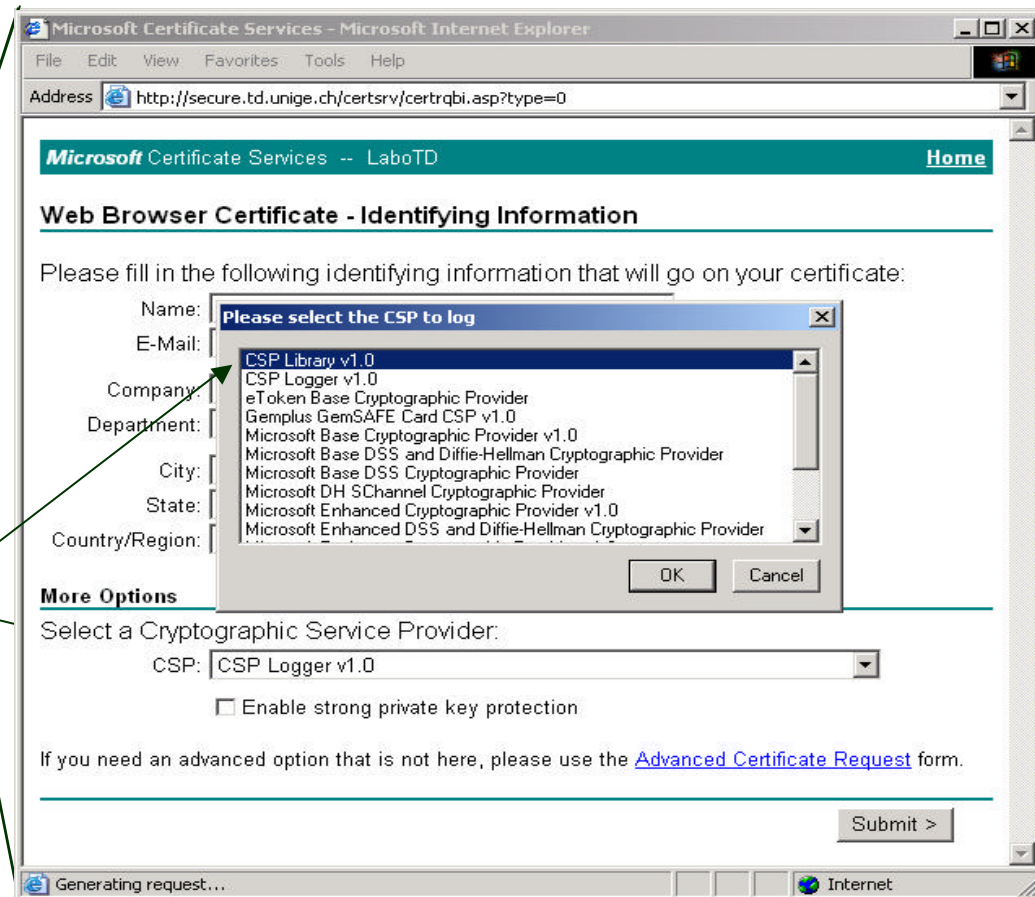 Microsoft Certificate Services - Microsoft Internet Explorer
File Edit View Favorites Tools Help
Address http://secure.td.unige.ch/certsrv/certrqbi.asp?type=0
Microsoft Certificate Services -- LaboTD Home
Web Browser Certificate - Identifying Information
Please fill in the following identifying information that will go on your certificate:
Name:
E-Mail:
Company:
Department:
City:
State:
Country/Region:
Please select the CSP to log
CSP Library v1.0
CSP Logger v1.0
eToken Base Cryptographic Provider
Gemplus GemSAFE Card CSP v1.0
Microsoft Base Cryptographic Provider v1.0
Microsoft Base DSS and Diffie-Hellman Cryptographic Provider
Microsoft Base DSS Cryptographic Provider
Microsoft DH SChannel Cryptographic Provider
Microsoft Enhanced Cryptographic Provider v1.0
Microsoft Enhanced DSS and Diffie-Hellman Cryptographic Provider
OK Cancel
More Options
Select a Cryptographic Service Provider:
CSP: CSP Logger v1.0
Enable strong private key protection
If you need an advanced option that is not here, please use the Advanced Certificate Request form.
Submit >
Generating request... Internet